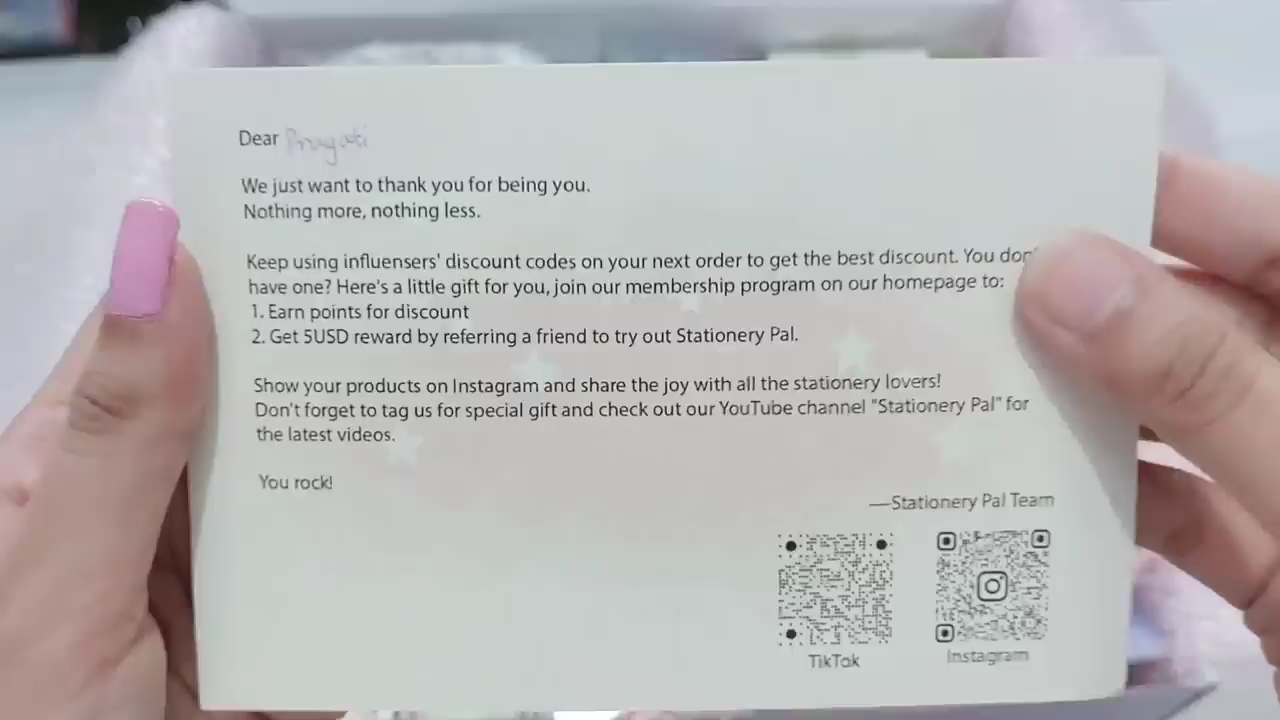 Dear Pragati
We just want to thank you for being you.
Nothing more, nothing less.
Keep using influensers' discount codes on your next order to get the best discount. You don'
have one? Here's a little gift for you, join our membership program on our homepage to:
1. Earn points for discount
2. Get 5USD reward by referring a friend to try out Stationery Pal.
Show your products on Instagram and share the joy with all the stationery lovers!
Don't forget to tag us for special gift and check out our YouTube channel "Stationery Pal" for
the latest videos.
You rock!
—Stationery Pal Team
TikTok
Instagram